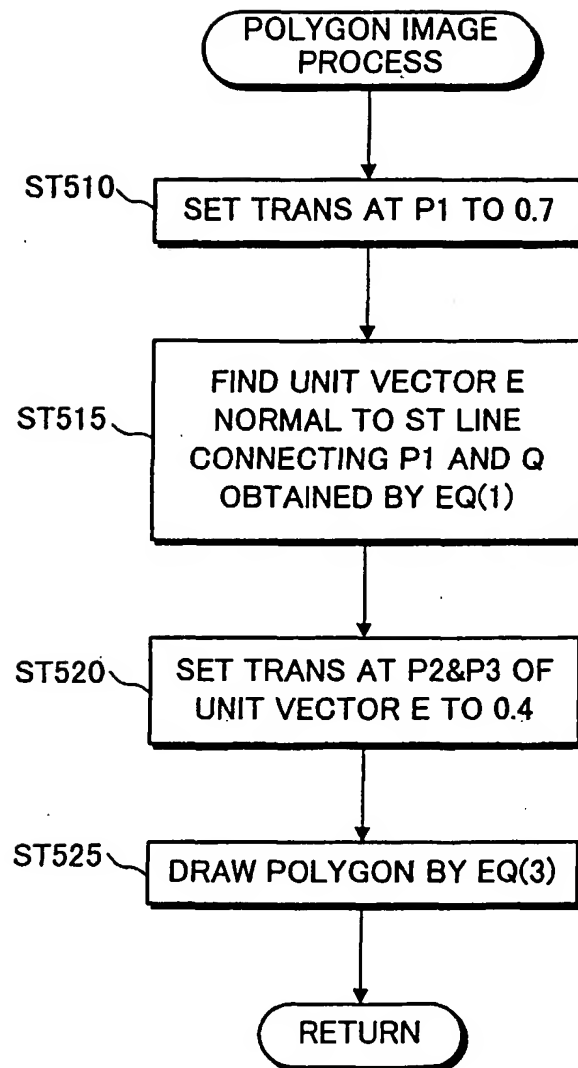 POLYGON IMAGE
PROCESS
ST510
SET TRANS AT P1 TO 0.7
ST515
FIND UNIT VECTOR E
NORMAL TO ST LINE
CONNECTING P1 AND Q
OBTAINED BY EQ(1)
ST520
SET TRANS AT P2&P3 OF
UNIT VECTOR E TO 0.4
ST525
DRAW POLYGON BY EQ(3)
RETURN